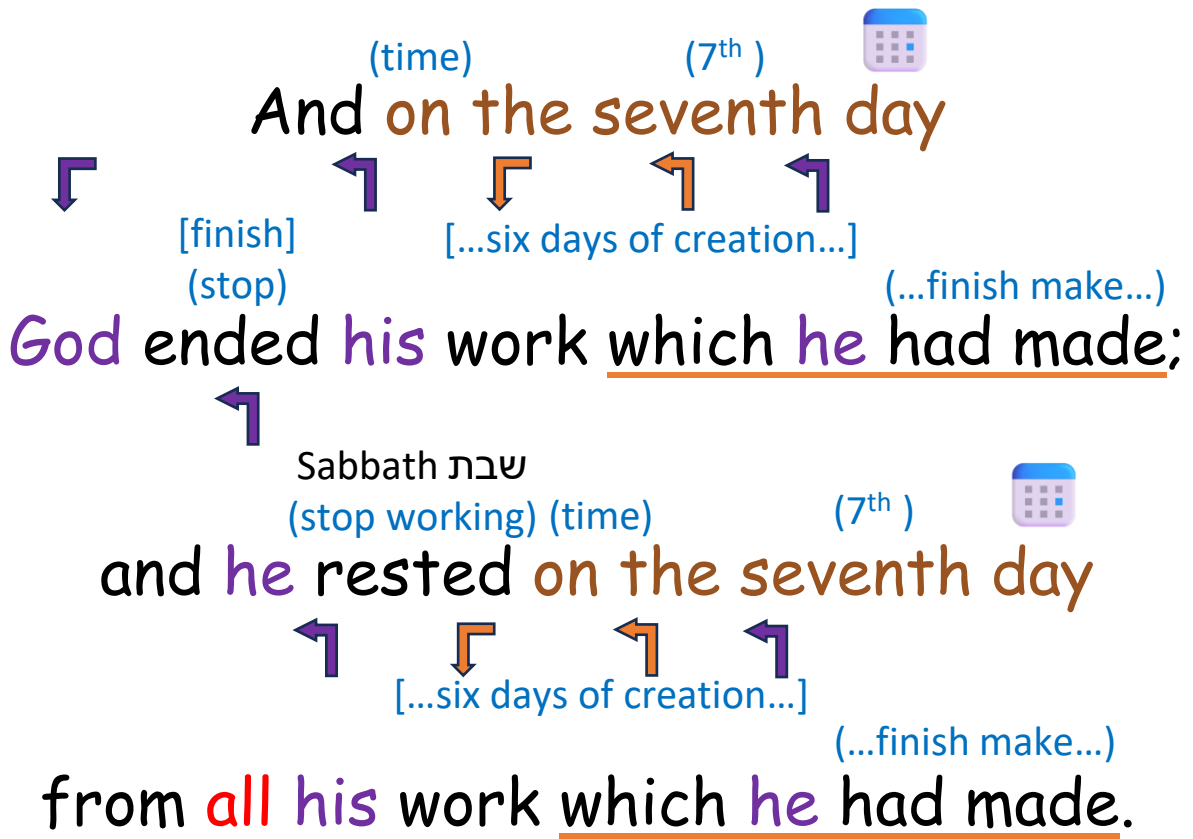 (time) (7th )
And on the seventh day
[finish] [...six days of creation...]
(stop) (...finish make...)
God ended his work which he had made;
Sabbath שבת
(stop working) (time) (7th )
and he rested on the seventh day
[...six days of creation...]
(...finish make...)
from all his work which he had made.